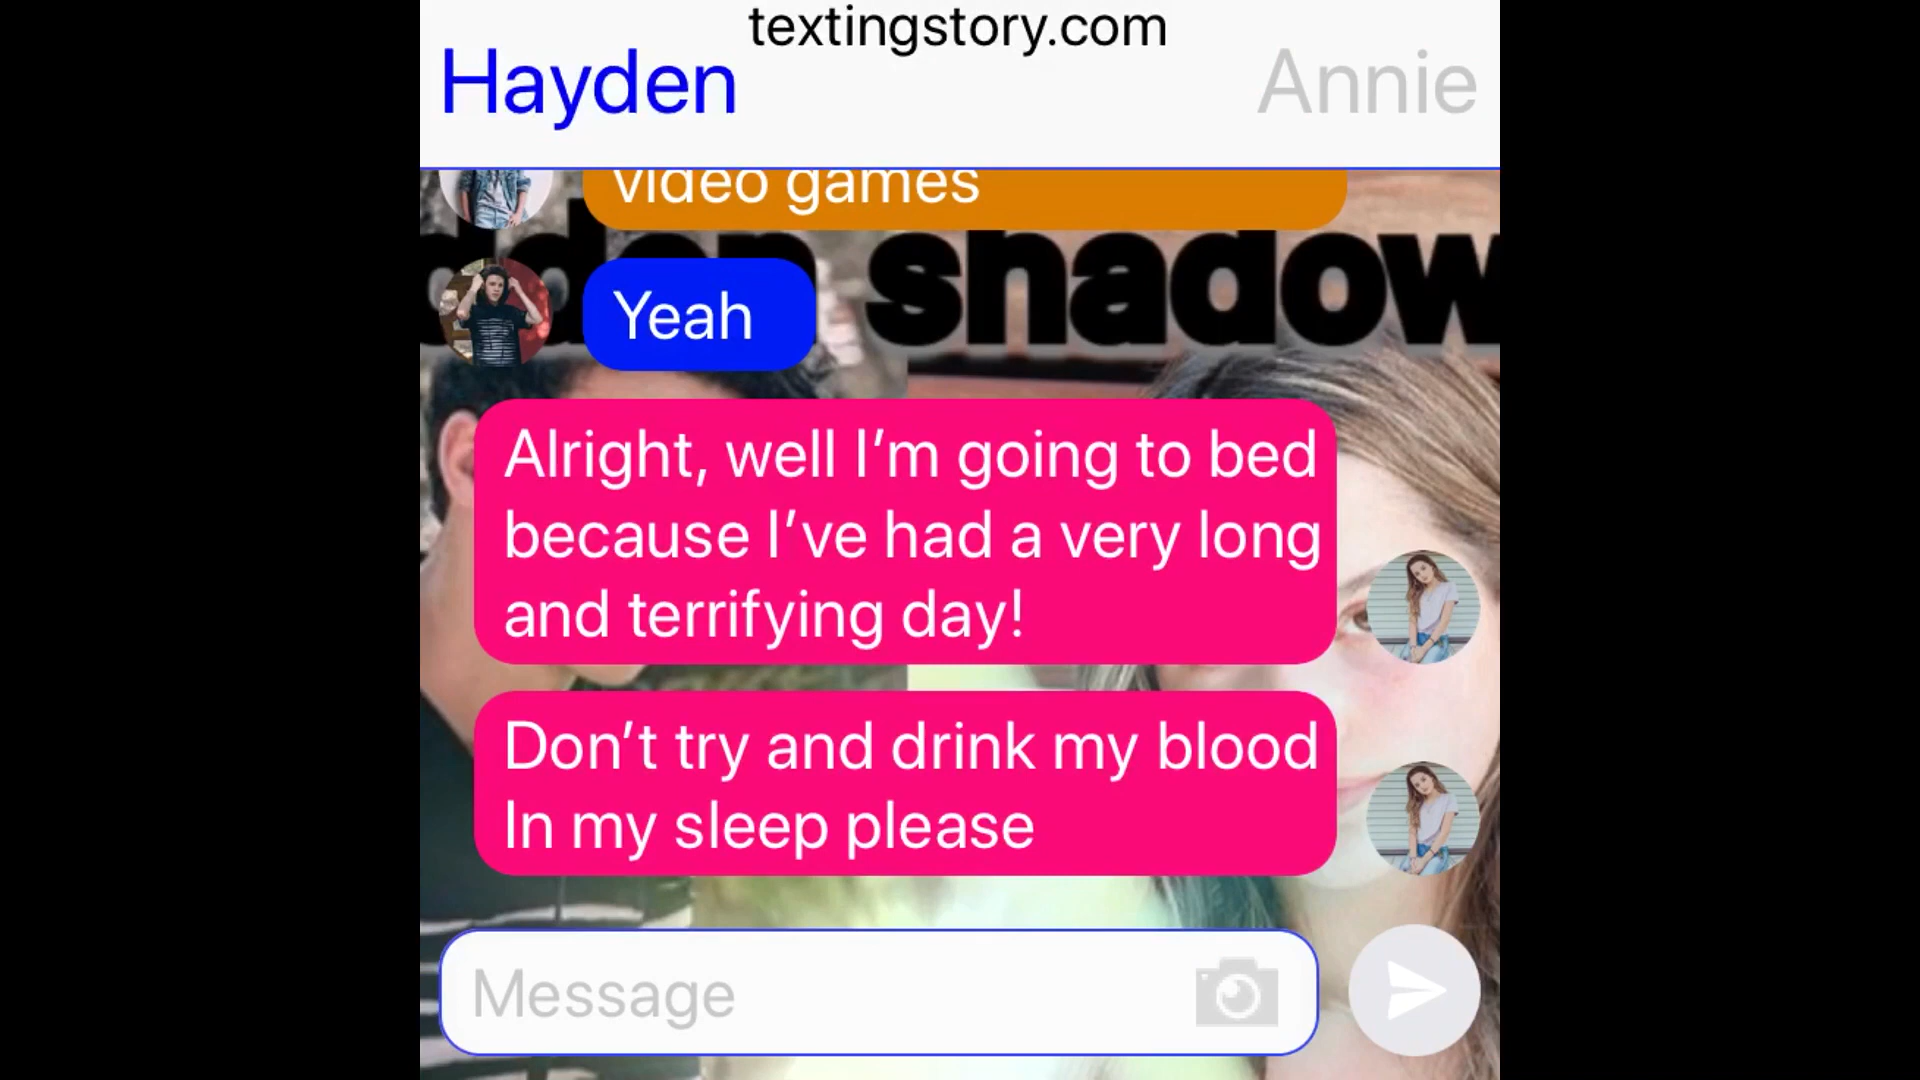 textingstory.com
Hayden
Annie
video games
shadow
Yeah
Alright, well I’m going to bed
because I’ve had a very long
and terrifying day!
Don’t try and drink my blood
In my sleep please
Message